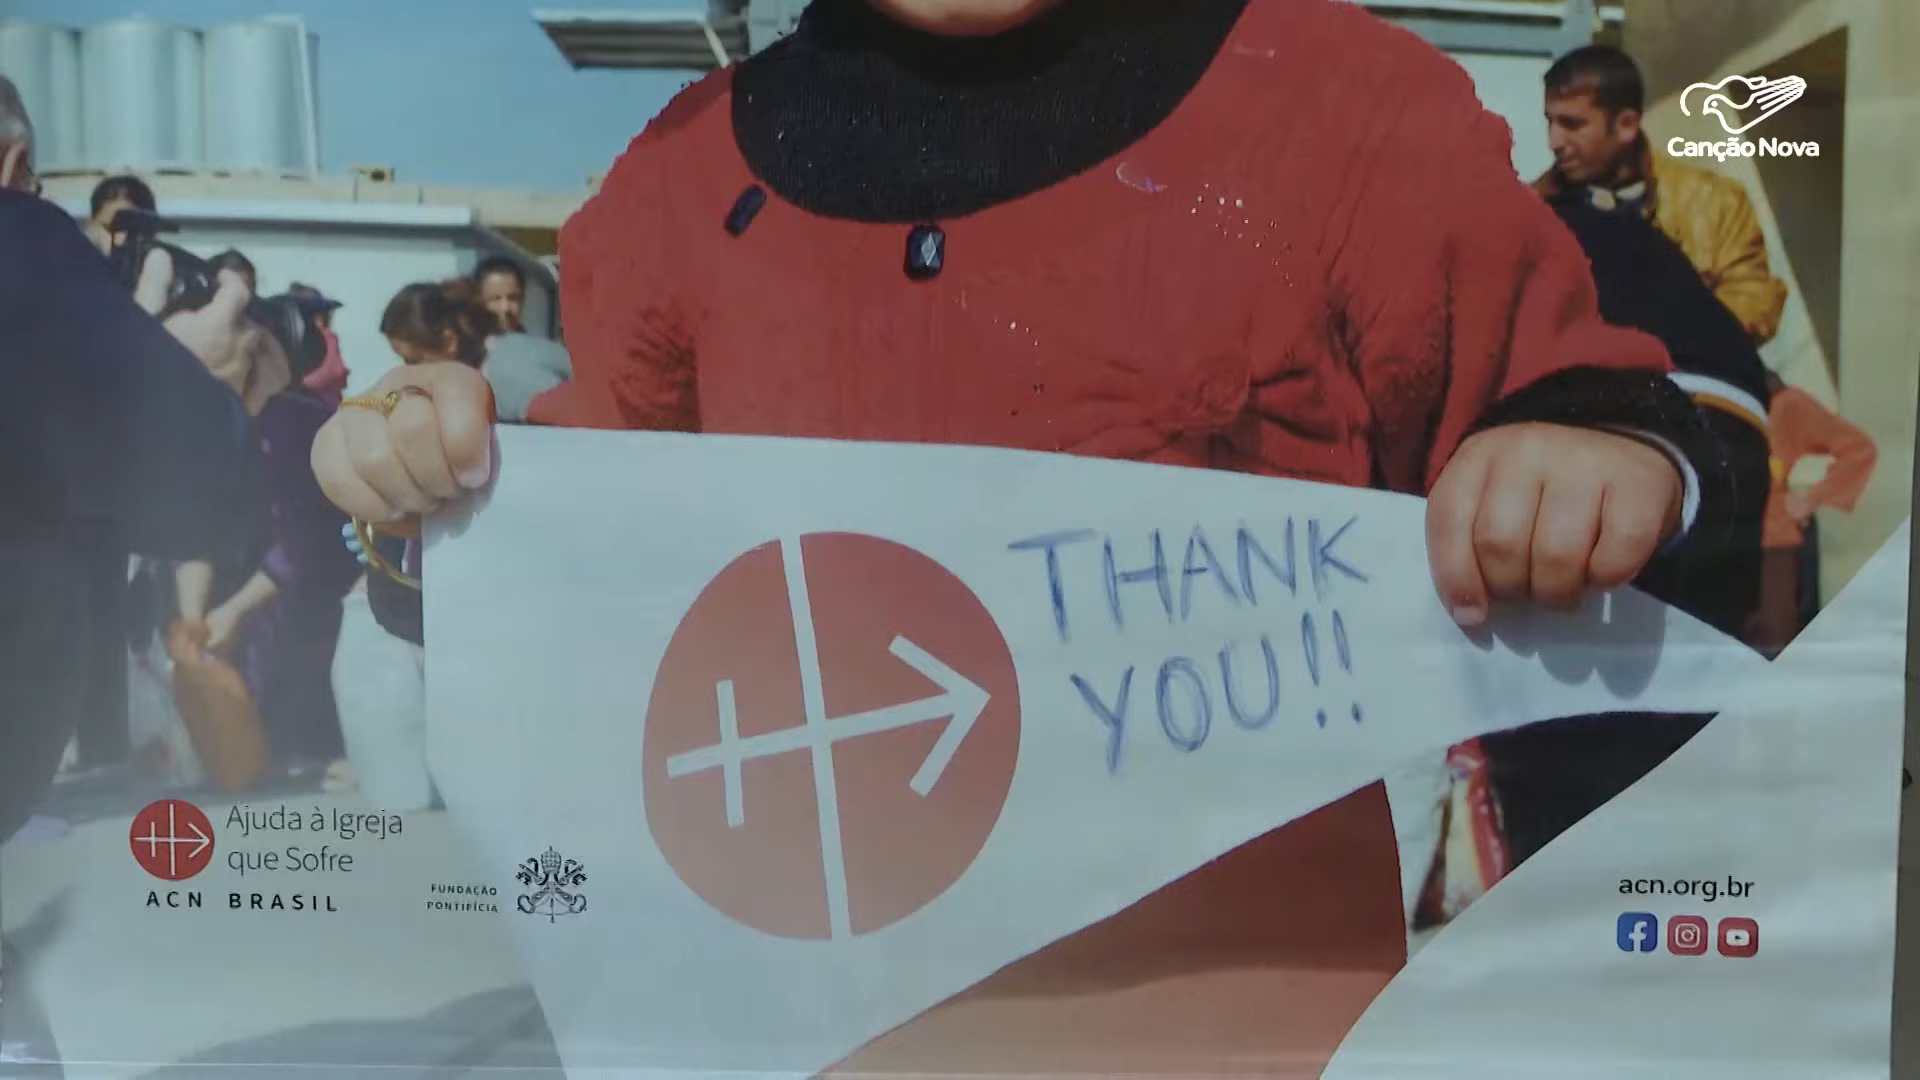 Canção Nova
THANK
YOU!!
Ajuda à Igreja
que Sofre
ACN BRASIL
FUNDAÇÃO
PONTIFÍCIA
acn.org.br